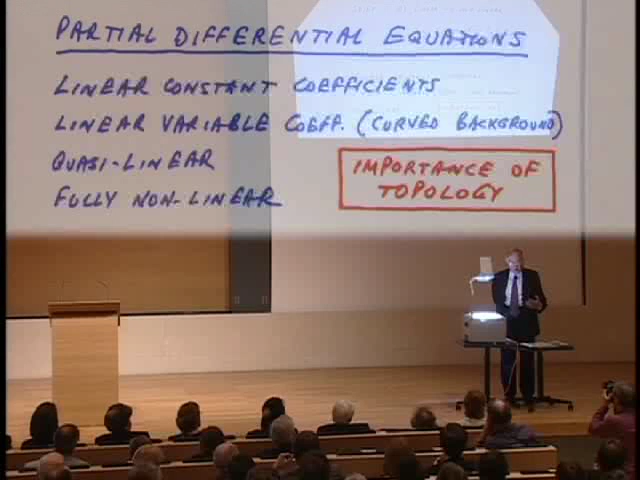 PARTIAL DIFFERENTIAL EQUATIONS
LINEAR CONSTANT COEFFICIENTS
LINEAR VARIABLE COEFF. (CURVED BACKGROUND)
QUASI-LINEAR
FULLY NON-LINEAR
IMPORTANCE OF
TOPOLOGY